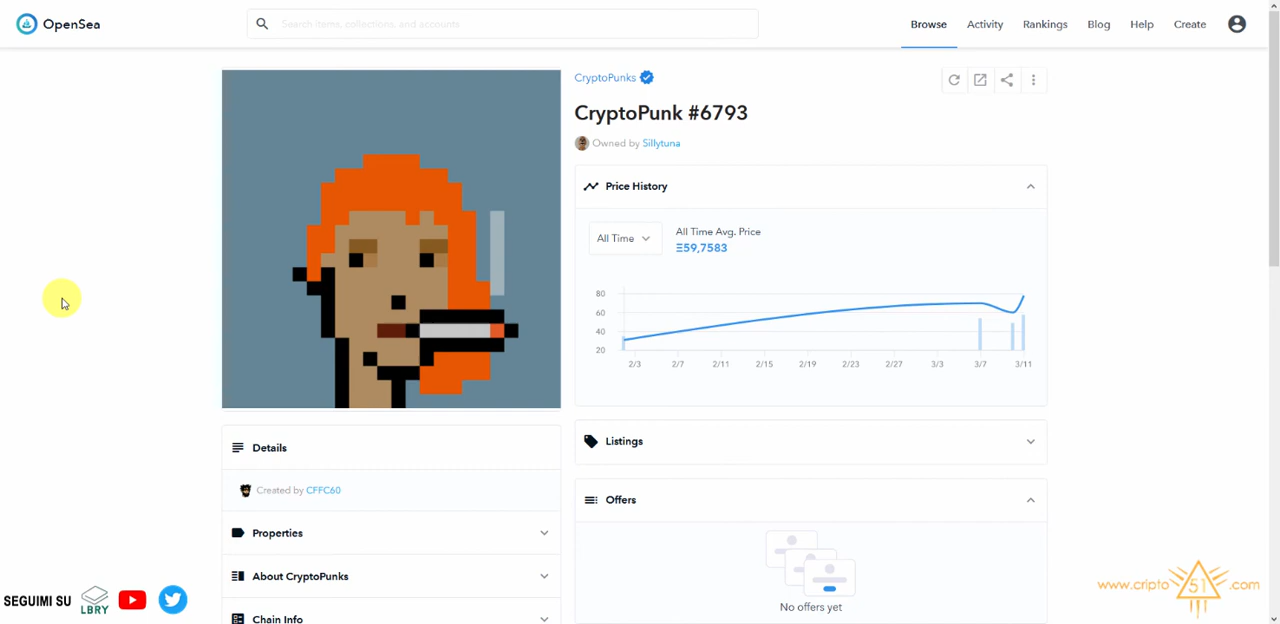 OpenSea
Search items, collections, and accounts
Browse
Activity
Rankings
Blog
Help
Create
CryptoPunks
CryptoPunk #6793
Owned by Sillytuna
Price History
All Time
All Time Avg. Price
Ξ59,7583
80
60
40
20
2/3 2/7 2/11 2/15 2/19 2/23 2/27 3/3 3/7 3/11
Details
Created by CFFC60
Properties
About CryptoPunks
Chain Info
Listings
Offers
No offers yet
SEGUIMI SU
LBRY
www.cripto51.com